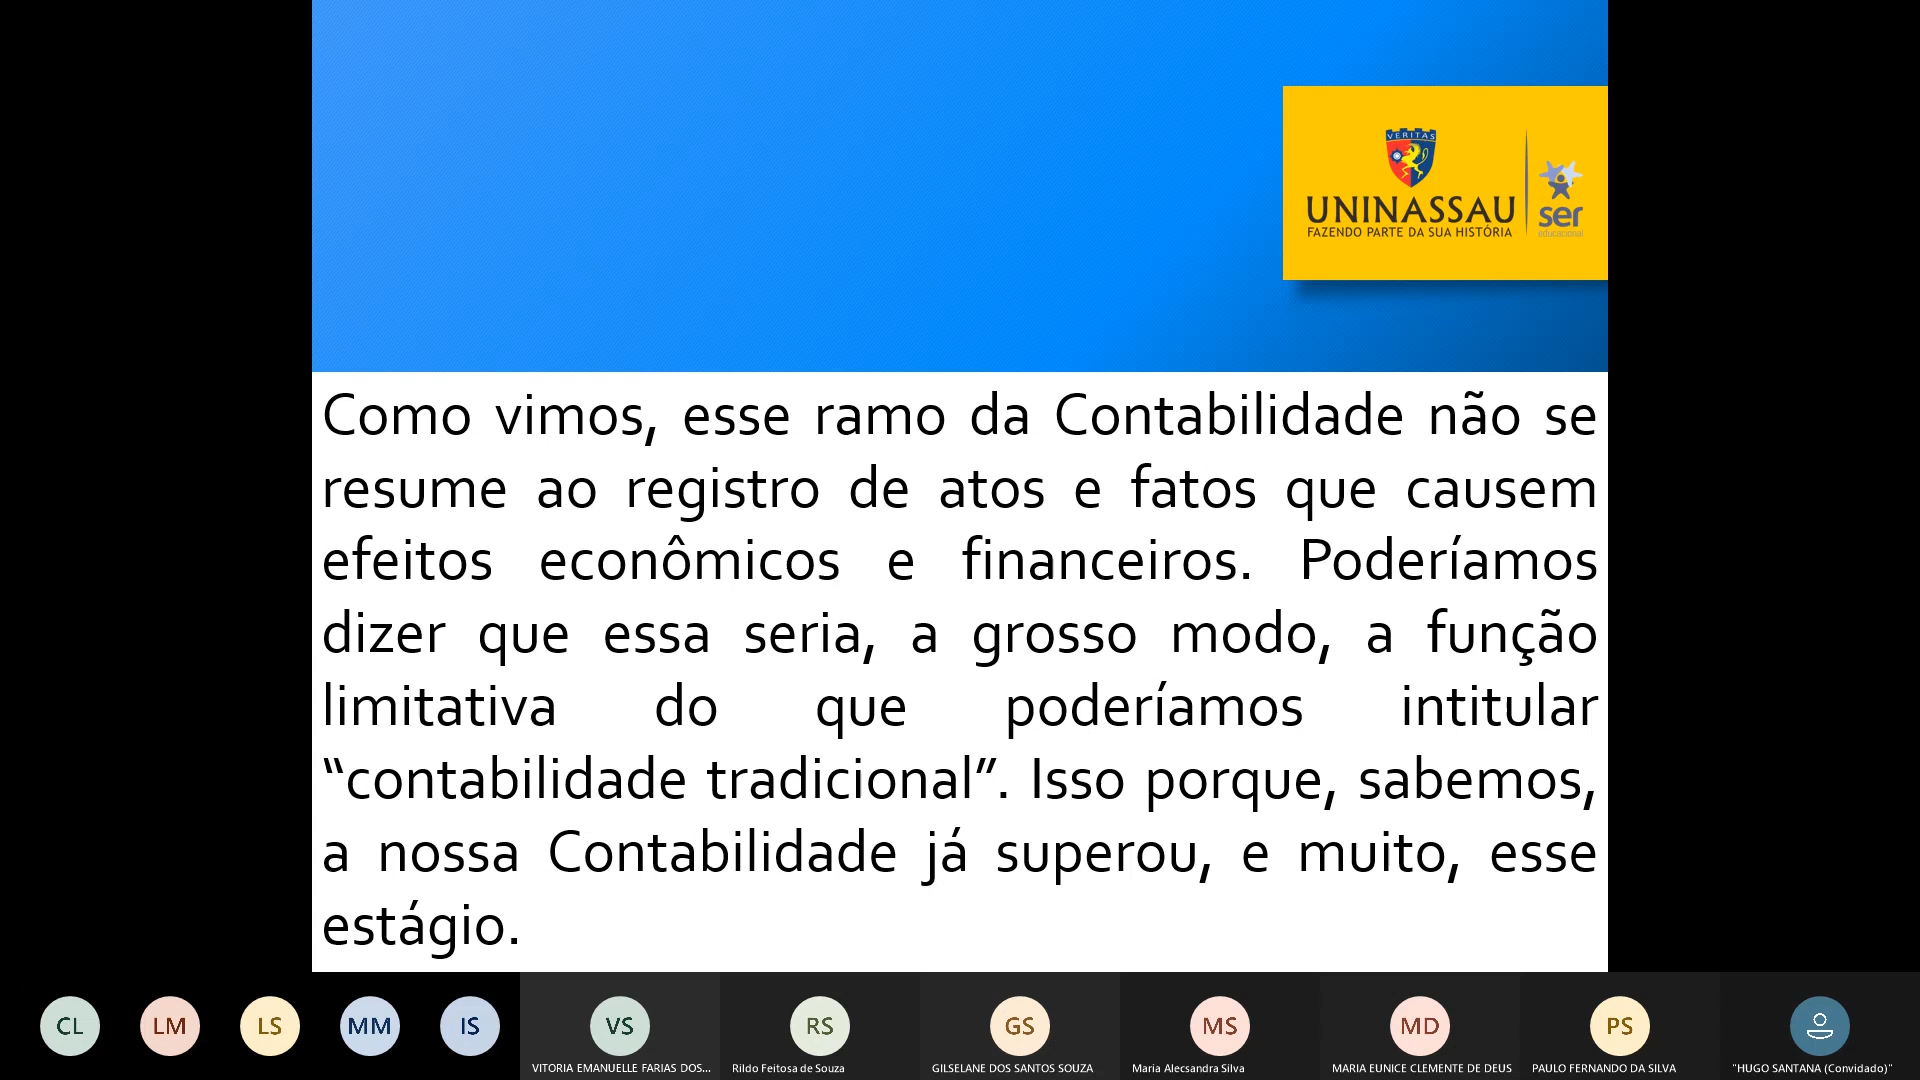 VERITAS
UNINASSAU
FAZENDO PARTE DA SUA HISTÓRIA
ser
educacional
Como vimos, esse ramo da Contabilidade não se
resume ao registro de atos e fatos que causem
efeitos econômicos e financeiros. Poderíamos
dizer que essa seria, a grosso modo, a função
limitativa do que poderíamos intitular
“contabilidade tradicional”. Isso porque, sabemos,
a nossa Contabilidade já superou, e muito, esse
estágio.
CL
LM
LS
MM
IS
VS
RS
GS
MS
MD
PS
VITORIA EMANUELLE FARIAS DOS...
Rildo Feitosa de Souza
GILSELANE DOS SANTOS SOUZA
Maria Alecsandra Silva
MARIA EUNICE CLEMENTE DE DEUS
PAULO FERNANDO DA SILVA
"HUGO SANTANA (Convidado)"